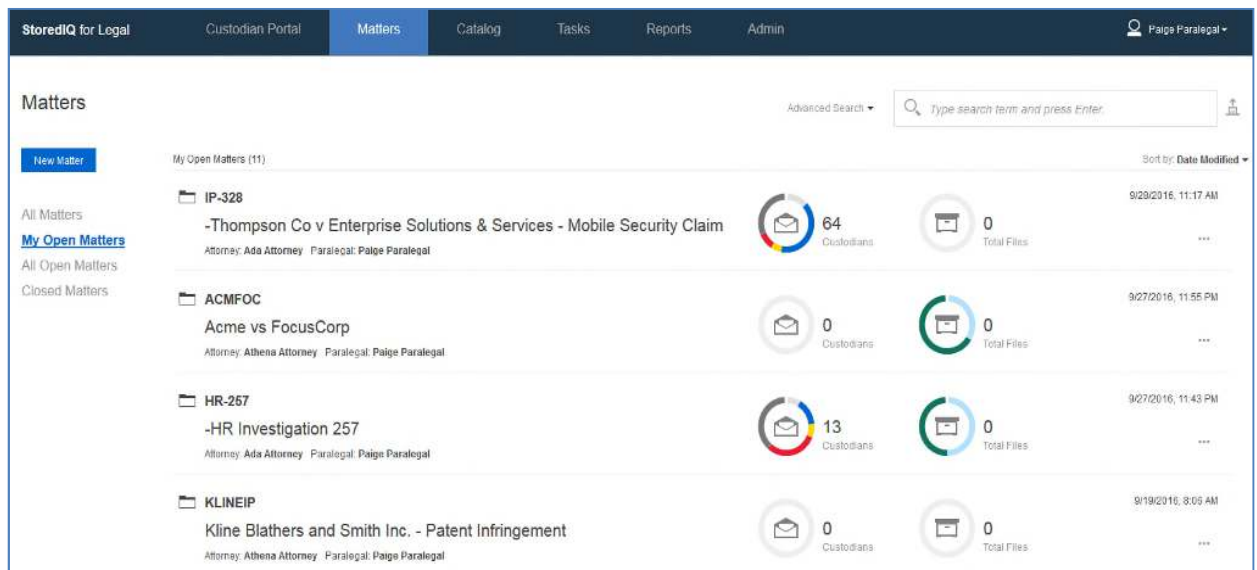 StoredIQ for Legal Custodian Portal Matters Catalog Tasks Reports Admin Paige Paralegal
Matters
Advanced Search Type search term and press Enter.
New Matter
My Open Matters (11) Sort by: Date Modified
All Matters
My Open Matters
All Open Matters
Closed Matters
IP-328 9/28/2016, 11:17 AM
-Thompson Co v Enterprise Solutions & Services - Mobile Security Claim
Attorney: Ada Attorney Paralegal: Paige Paralegal
64 Custodians
0 Total Files
...
ACMFOC 9/27/2016, 11:55 PM
Acme vs FocusCorp
Attorney: Athena Attorney Paralegal: Paige Paralegal
0 Custodians
0 Total Files
...
HR-257 9/27/2016, 11:43 PM
-HR Investigation 257
Attorney: Ada Attorney Paralegal: Paige Paralegal
13 Custodians
0 Total Files
...
KLINEIP 9/19/2016, 8:06 AM
Kline Blathers and Smith Inc. - Patent Infringement
Attorney: Athena Attorney Paralegal: Paige Paralegal
0 Custodians
0 Total Files
...